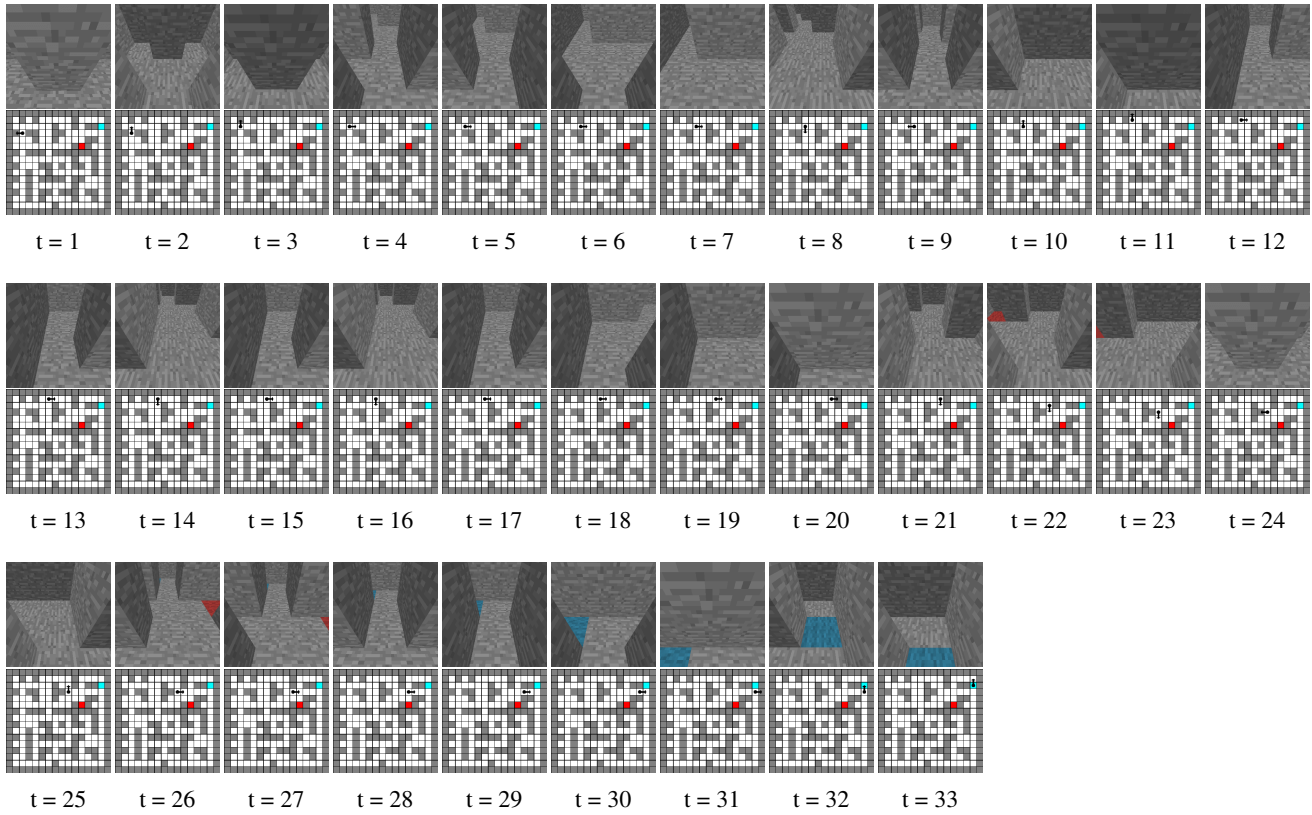 t = 1 t = 2 t = 3 t = 4 t = 5 t = 6 t = 7 t = 8 t = 9 t = 10 t = 11 t = 12
t = 13 t = 14 t = 15 t = 16 t = 17 t = 18 t = 19 t = 20 t = 21 t = 22 t = 23 t = 24
t = 25 t = 26 t = 27 t = 28 t = 29 t = 30 t = 31 t = 32 t = 33